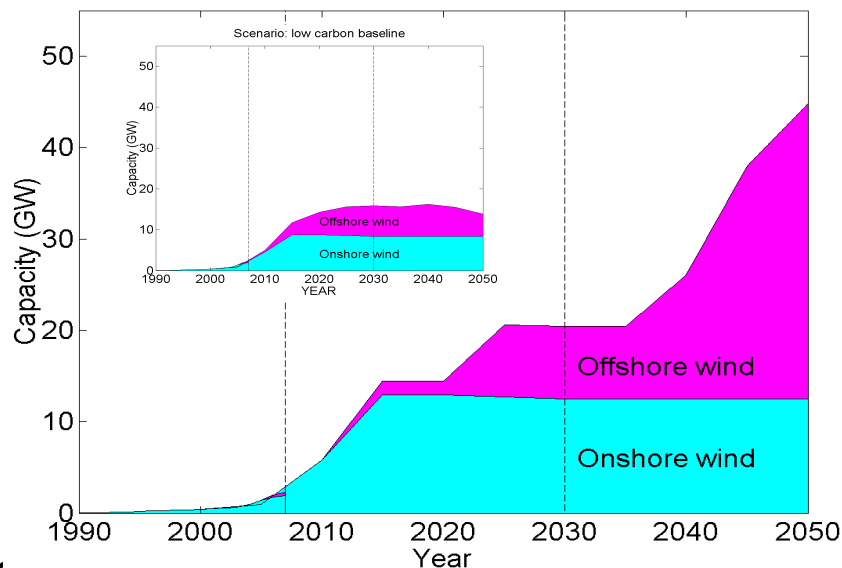 Scenario: low carbon baseline
50
40
30
20
10
0
Capacity (GW)
50
40
30
20
10
0
Capacity (GW)
Offshore wind
Onshore wind
1990 2000 2010 2020 2030 2040 2050
YEAR
Offshore wind
Onshore wind
1990 2000 2010 2020 2030 2040 2050
Year